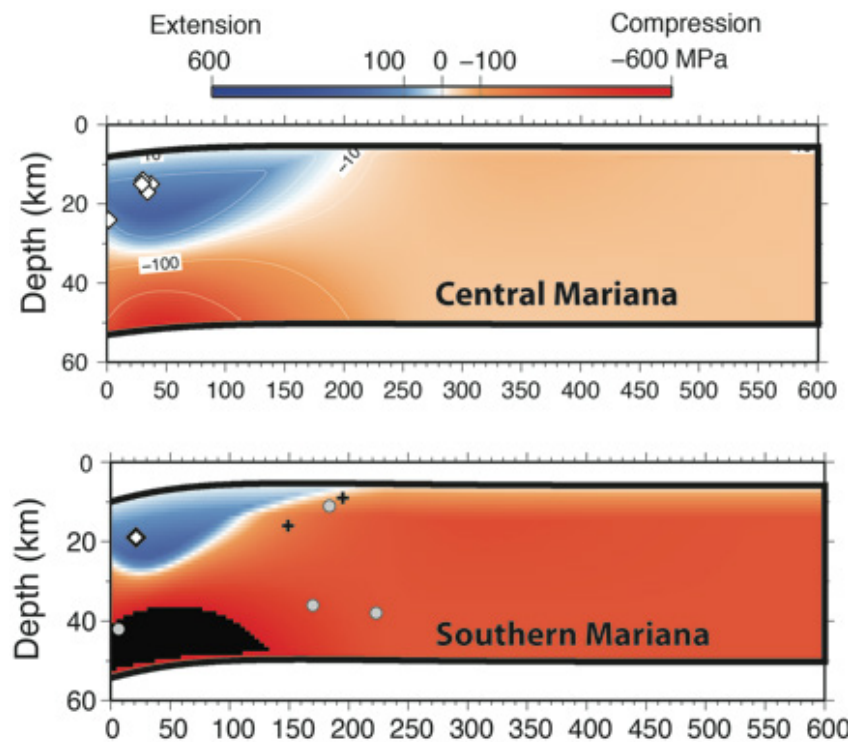 Extension Compression
600 100 0 −100 −600 MPa
0
20
40
60
Depth (km)
−10
−100
Central Mariana
0 50 100 150 200 250 300 350 400 450 500 550 600
0
20
40
60
Depth (km)
Southern Mariana
0 50 100 150 200 250 300 350 400 450 500 550 600